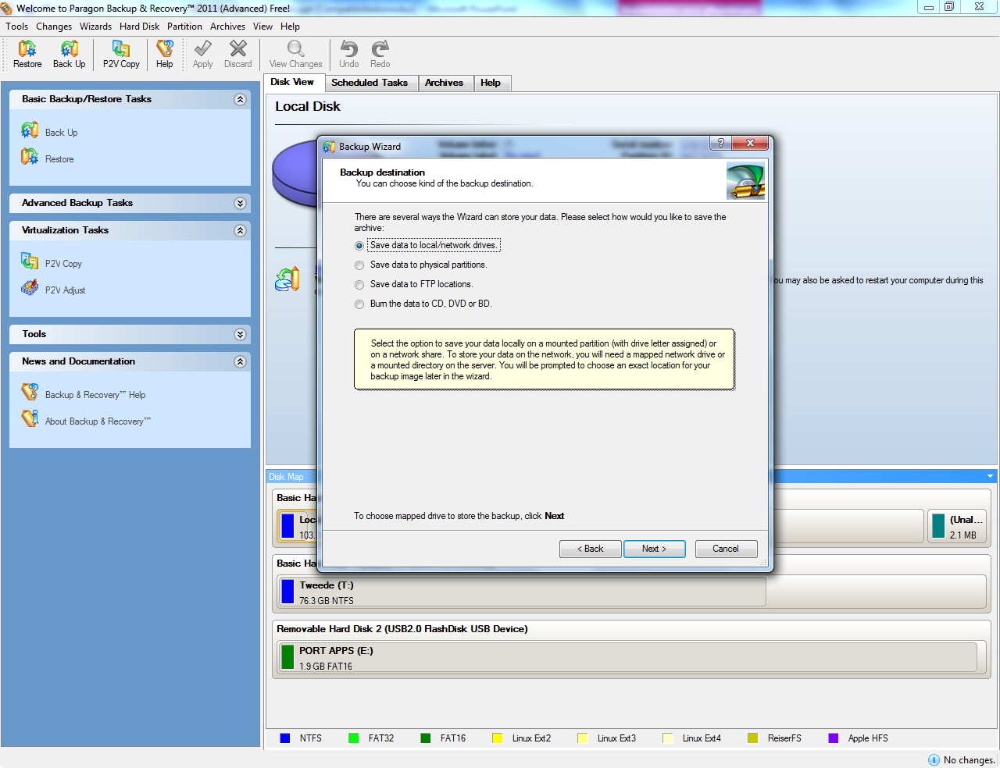 Welcome to Paragon Backup & Recovery™ 2011 (Advanced) Free!
Tools Changes Wizards Hard Disk Partition Archives View Help
Restore Back Up P2V Copy Help Apply Discard View Changes Undo Redo
Disk View Scheduled Tasks Archives Help
Basic Backup/Restore Tasks
Back Up
Restore
Advanced Backup Tasks
Virtualization Tasks
P2V Copy
P2V Adjust
Tools
News and Documentation
Backup & Recovery™ Help
About Backup & Recovery™
Local Disk
Backup Wizard
Backup destination
You can choose kind of the backup destination.
There are several ways the Wizard can store your data. Please select how would you like to save the
archive:
Save data to local/network drives.
Save data to physical partitions.
Save data to FTP locations.
Burn the data to CD, DVD or BD.
Select the option to save your data locally on a mounted partition (with drive letter assigned) or
on a network share. To store your data on the network, you will need a mapped network drive or
a mounted directory on the server. You will be prompted to choose an exact location for your
backup image later in the wizard.
To choose mapped drive to store the backup, click Next
< Back Next > Cancel
ou may also be asked to restart your computer during this
Disk Map
Basic Ha
Loc
103.
(Unal...
2.1 MB
Basic Ha
Tweede (T:)
76.3 GB NTFS
Removable Hard Disk 2 (USB2.0 FlashDisk USB Device)
PORT APPS (E:)
1.9 GB FAT16
NTFS FAT32 FAT16 Linux Ext2 Linux Ext3 Linux Ext4 ReiserFS Apple HFS
No changes.